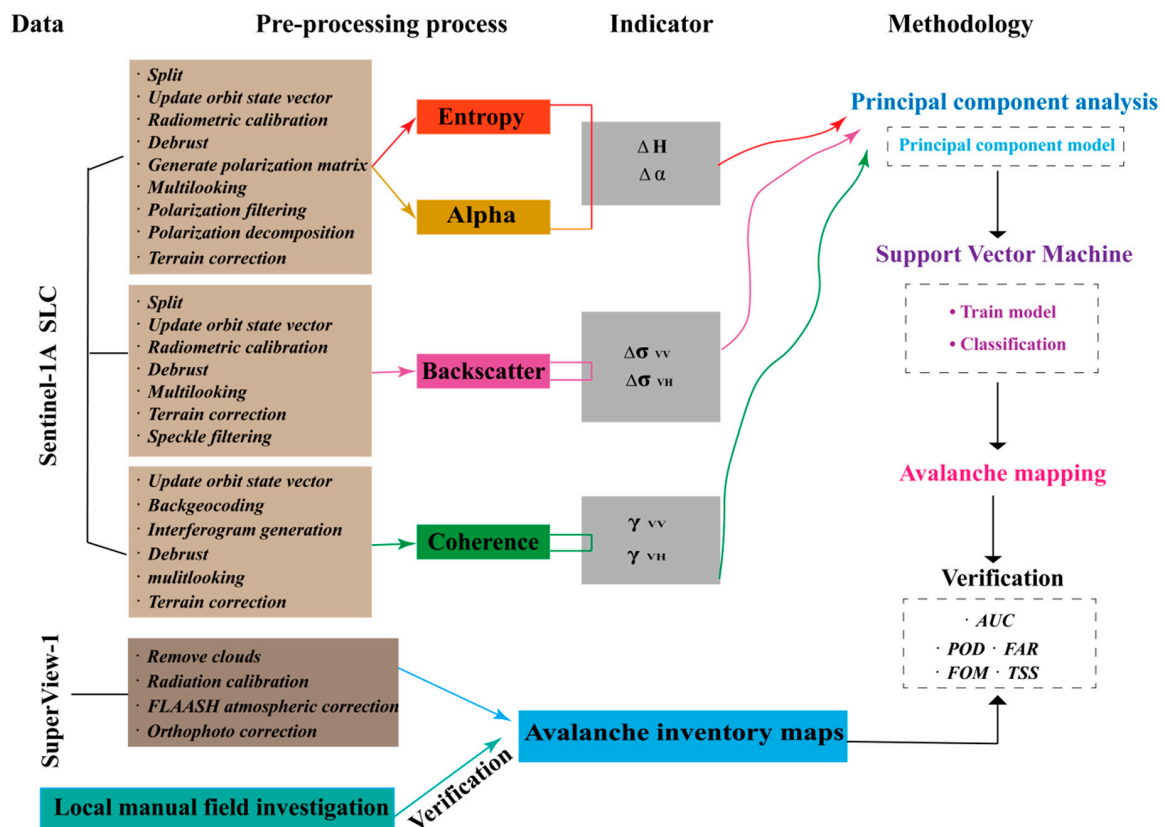 Data
Pre-processing process
Indicator
Methodology
Sentinel-1A SLC
· Split
· Update orbit state vector
· Radiometric calibration
· Debrust
· Generate polarization matrix
· Multilooking
· Polarization filtering
· Polarization decomposition
· Terrain correction
Entropy
Alpha
Δ H
Δ α
· Split
· Update orbit state vector
· Radiometric calibration
· Debrust
· Multilooking
· Terrain correction
· Speckle filtering
Backscatter
Δσ VV
Δσ VH
· Update orbit state vector
· Backgeocoding
· Interferogram generation
· Debrust
· mulitlooking
· Terrain correction
Coherence
γ VV
γ VH
Principal component analysis
Principal component model
Support Vector Machine
• Train model
• Classification
Avalanche mapping
Verification
· AUC
· POD · FAR
· FOM · TSS
SuperView-1
· Remove clouds
· Radiation calibration
· FLAASH atmospheric correction
· Orthophoto correction
Avalanche inventory maps
Verification
Local manual field investigation